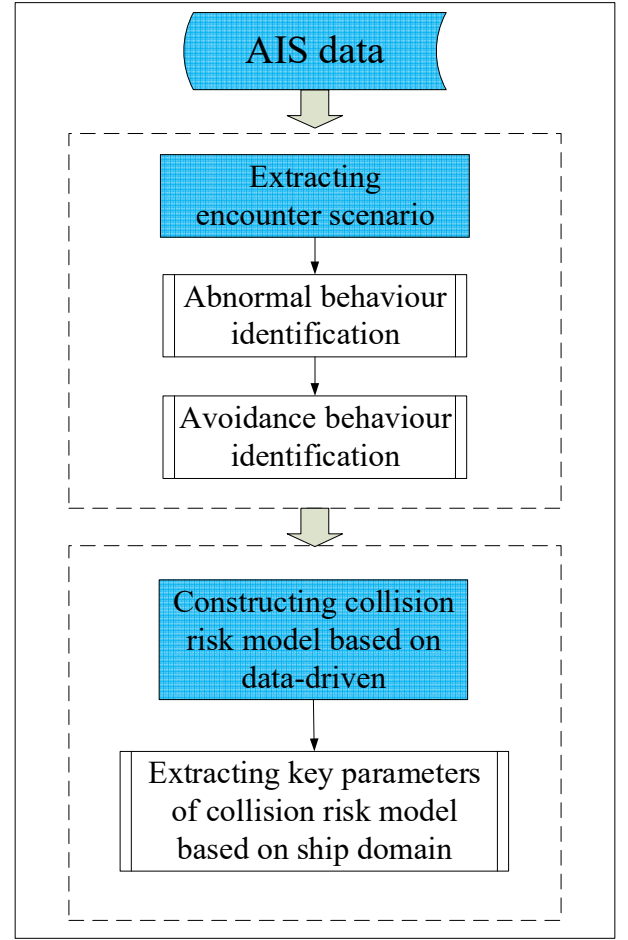 AIS data
Extracting
encounter scenario
Abnormal behaviour
identification
Avoidance behaviour
identification
Constructing collision
risk model based on
data-driven
Extracting key parameters
of collision risk model
based on ship domain